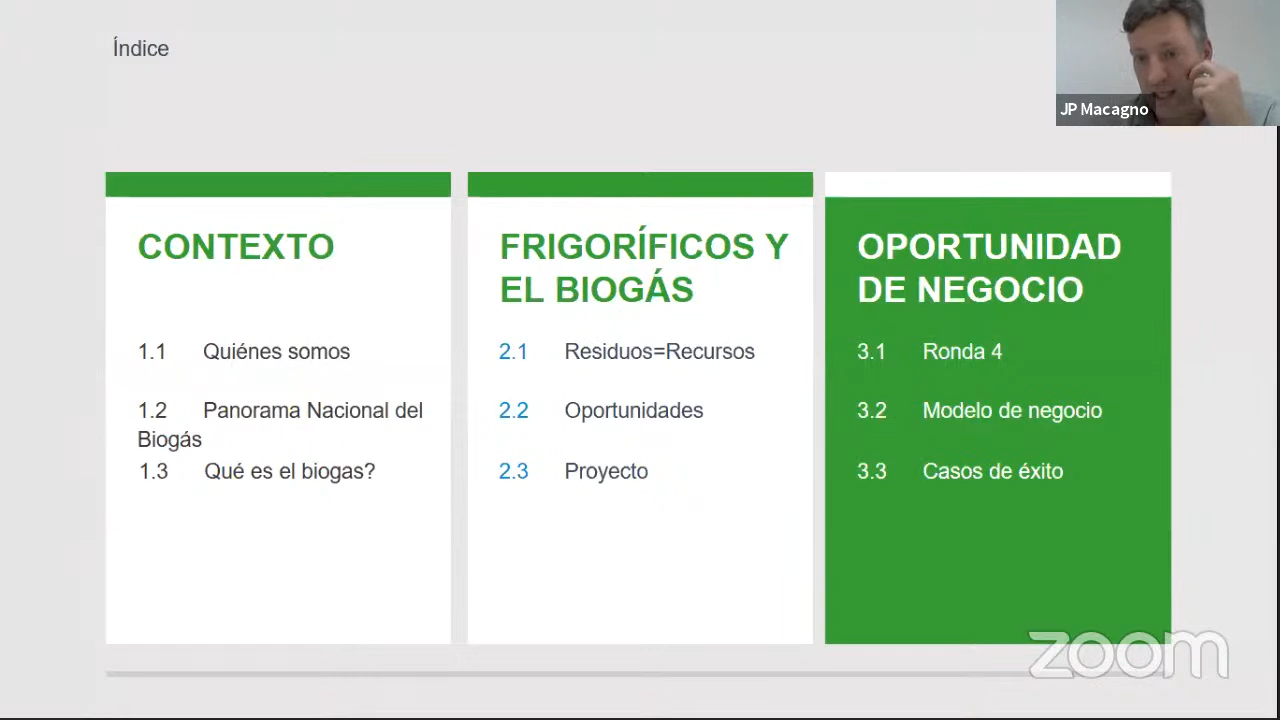 Índice
JP Macagno
CONTEXTO
1.1 Quiénes somos
1.2 Panorama Nacional del
Biogás
1.3 Qué es el biogas?
FRIGORÍFICOS Y
EL BIOGÁS
2.1 Residuos=Recursos
2.2 Oportunidades
2.3 Proyecto
OPORTUNIDAD
DE NEGOCIO
3.1 Ronda 4
3.2 Modelo de negocio
3.3 Casos de éxito
zoom